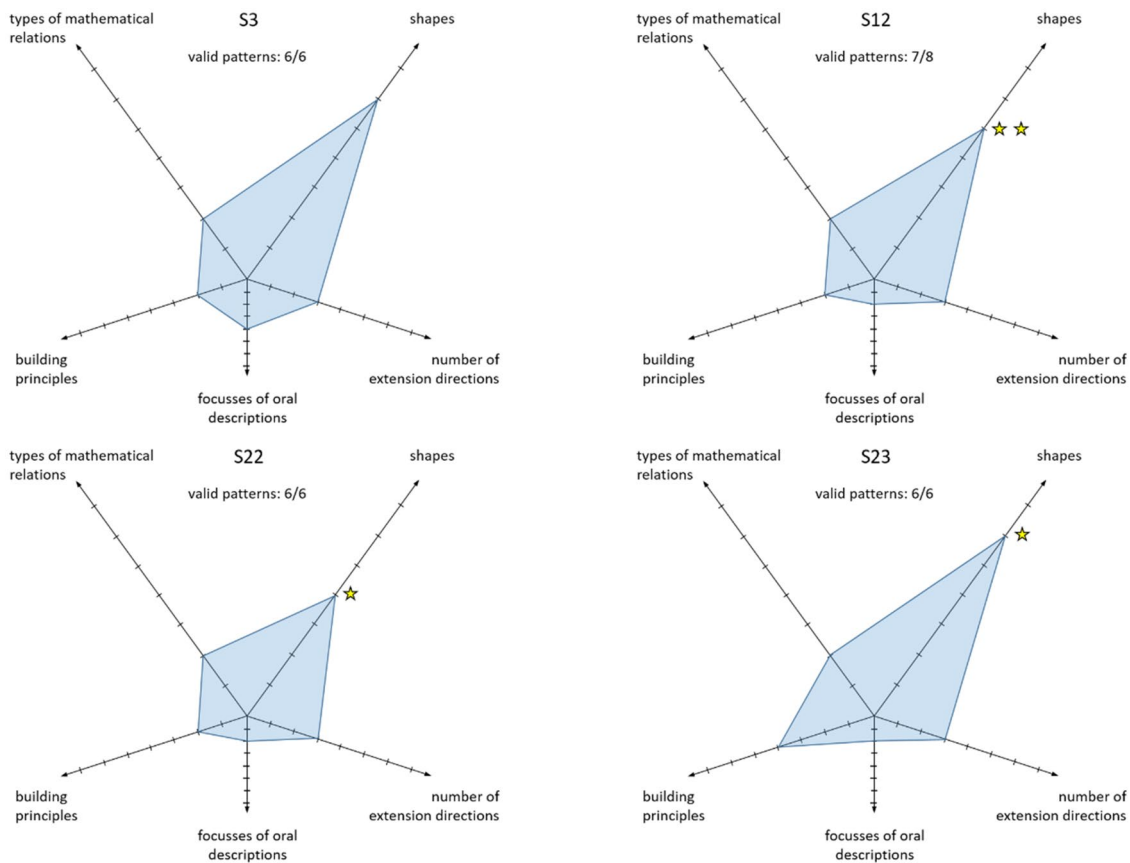 types of mathematical
relations
S3
valid patterns: 6/6
shapes
building
principles
focusses of oral
descriptions
number of
extension directions
types of mathematical
relations
S12
valid patterns: 7/8
shapes
building
principles
focusses of oral
descriptions
number of
extension directions
types of mathematical
relations
S22
valid patterns: 6/6
shapes
building
principles
focusses of oral
descriptions
number of
extension directions
types of mathematical
relations
S23
valid patterns: 6/6
shapes
building
principles
focusses of oral
descriptions
number of
extension directions